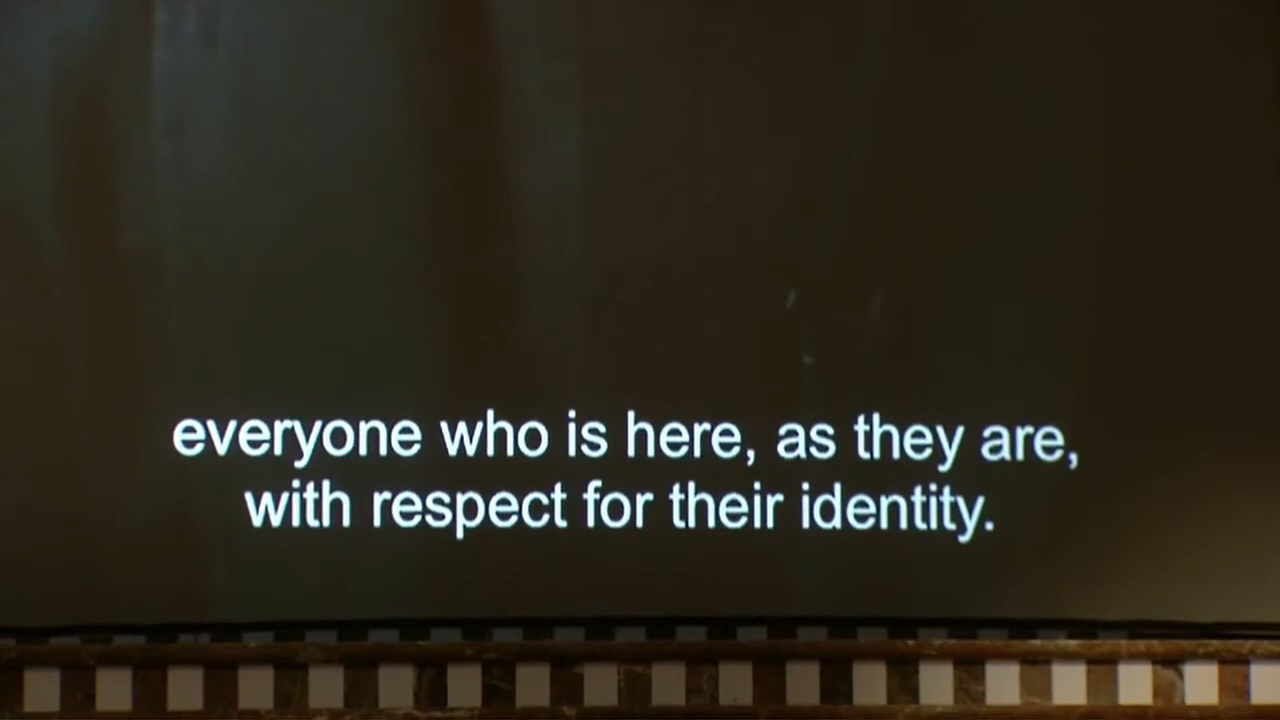 everyone who is here, as they are,
with respect for their identity.